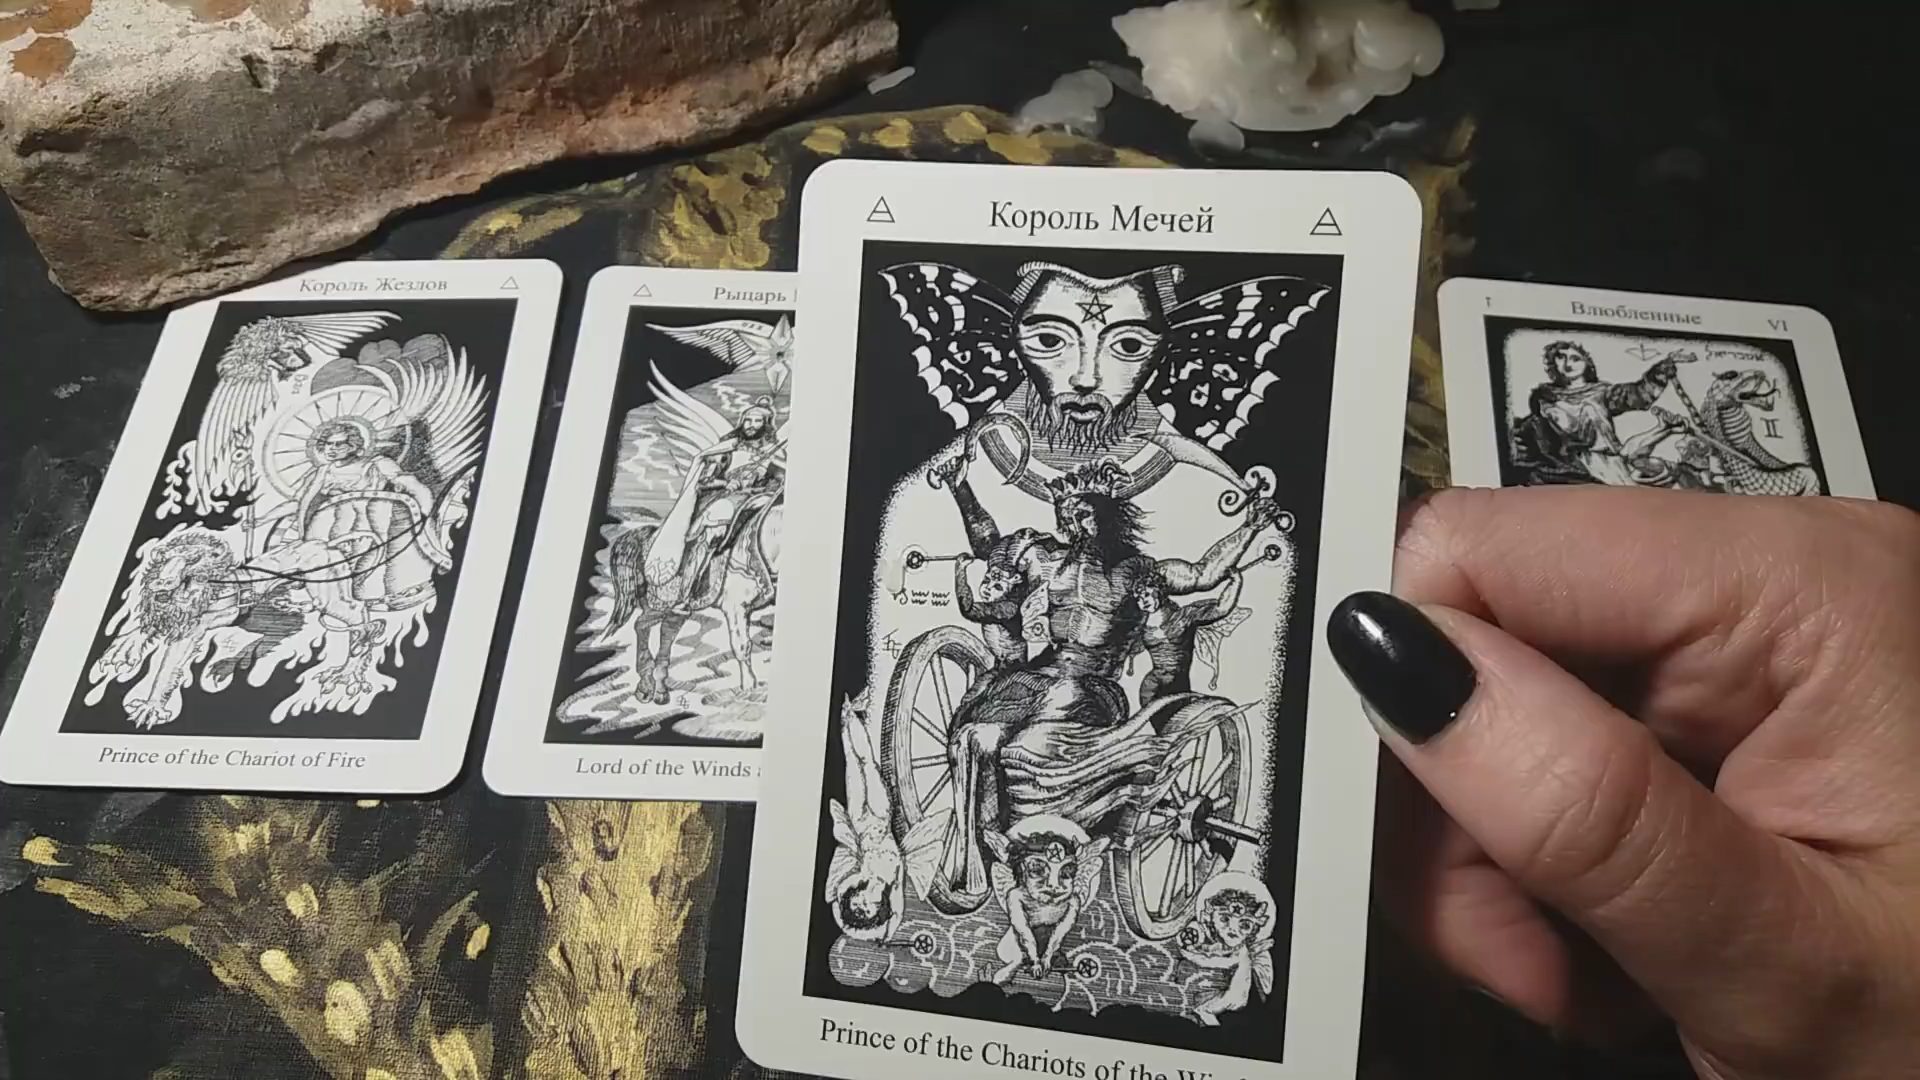 Король Жезлов
Prince of the Chariot of Fire
Рыцарь
Lord of the Winds
Король Мечей
Prince of the Chariots of the
Влюбленные
VI
II